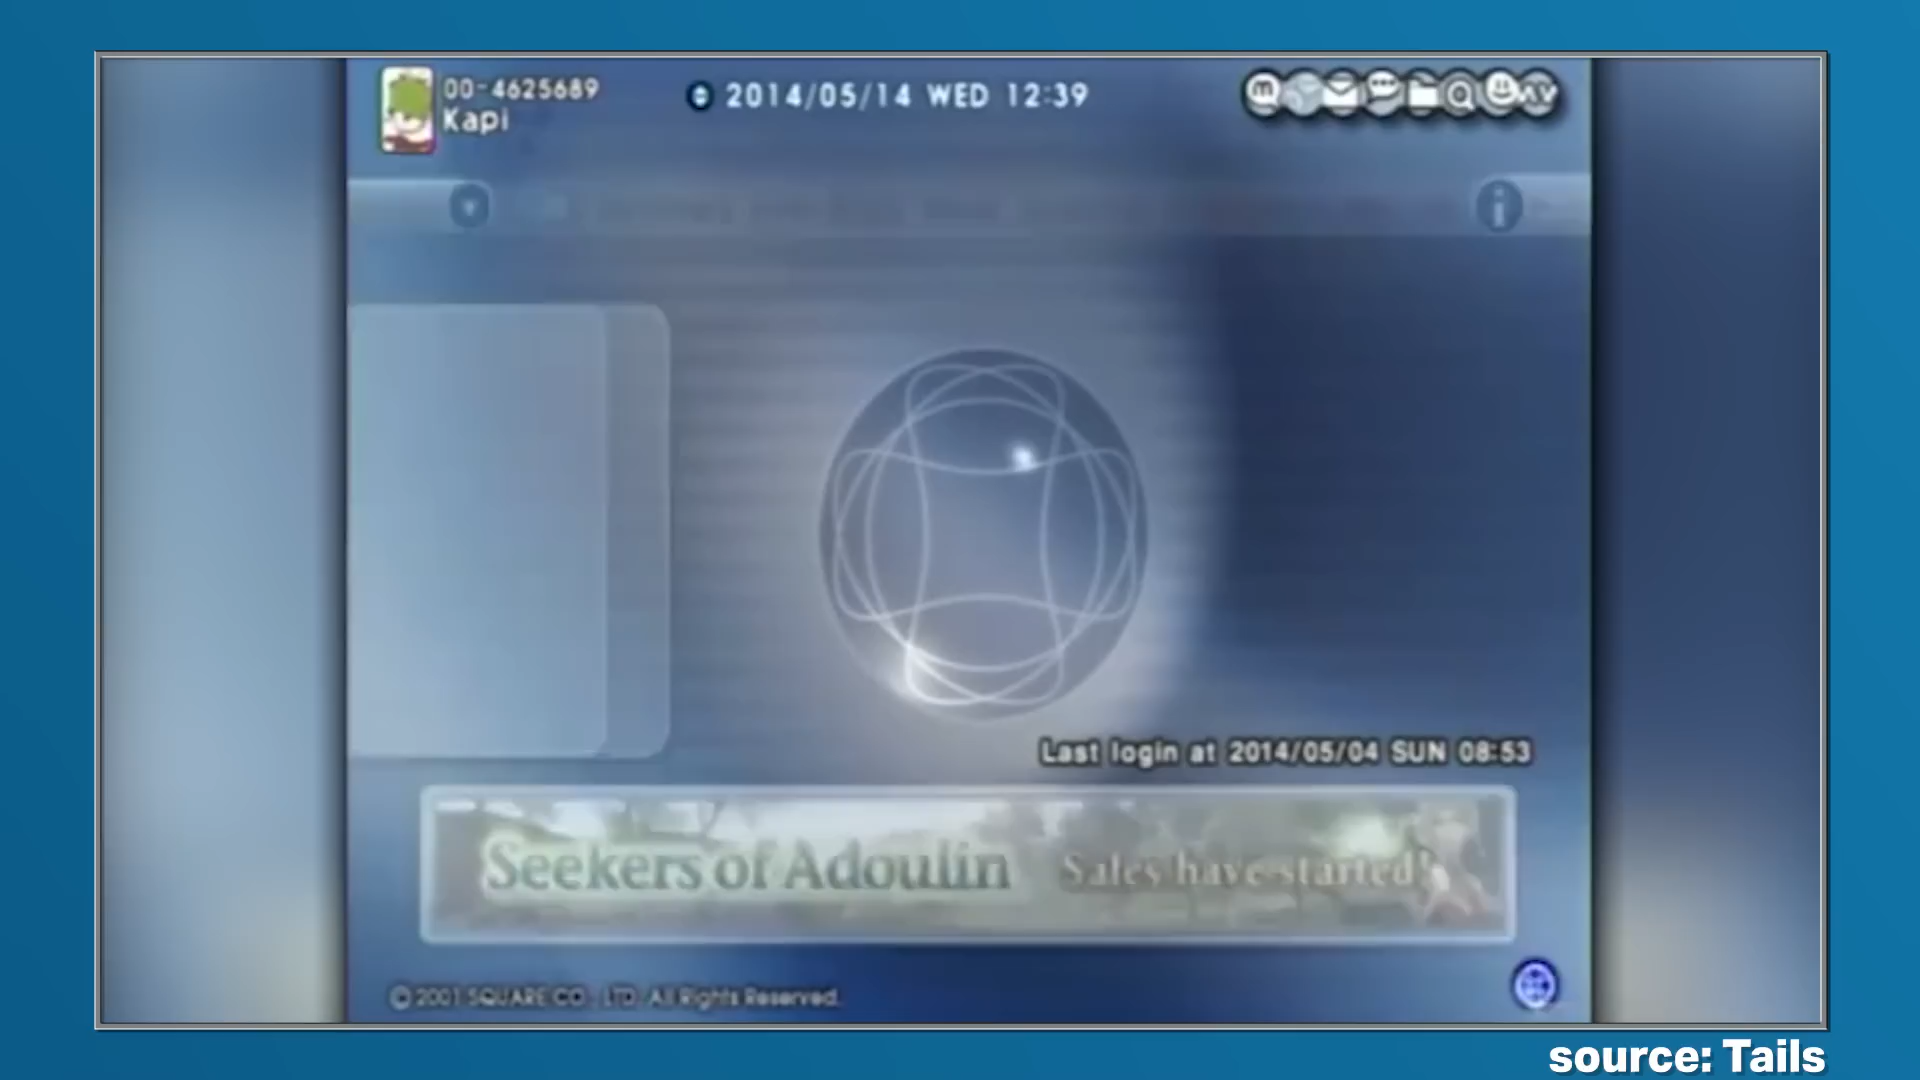 00-4625689
Kapi
2014/05/14 WED 12:39
Last login at 2014/05/04 SUN 08:53
Seekers of Adoulin Sales have started!
© 2001 SQUARE CO., LTD. All Rights Reserved.
source: Tails